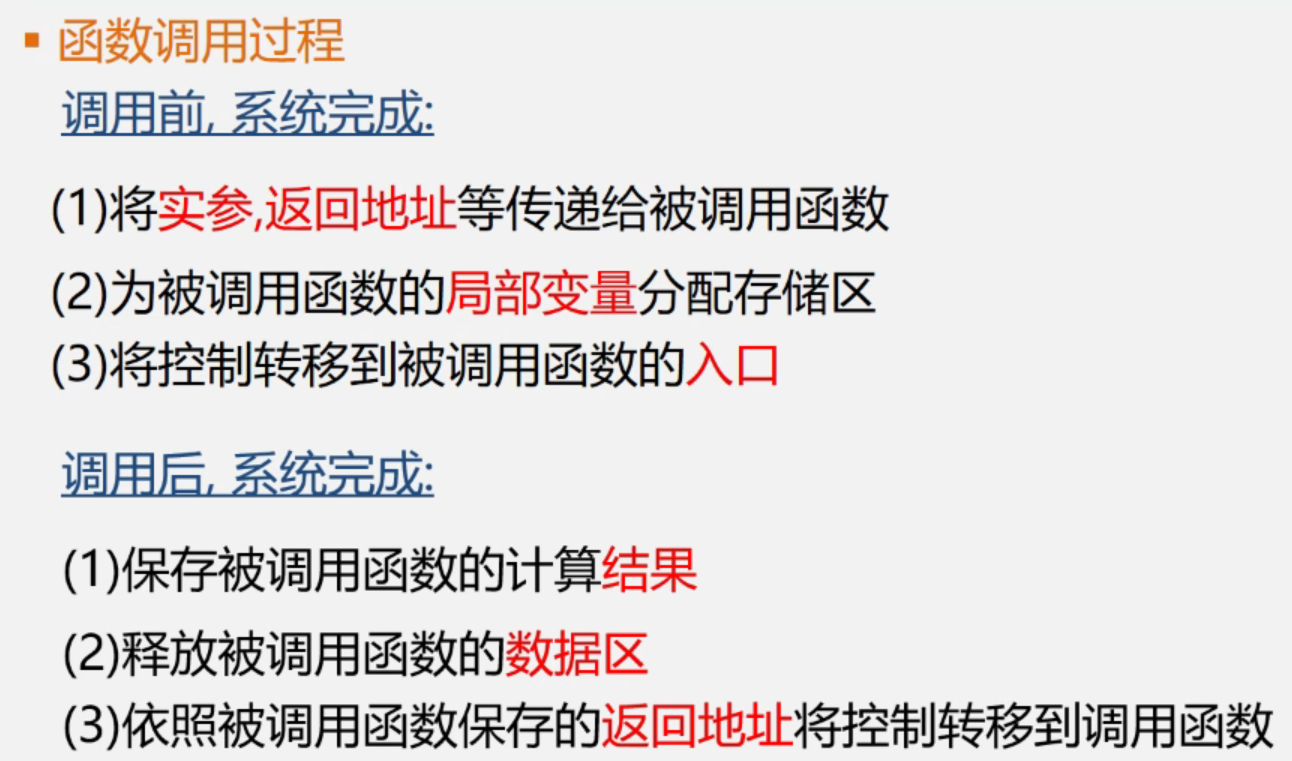 ▪ 函数调用过程
调用前, 系统完成:
(1)将实参,返回地址等传递给被调用函数
(2)为被调用函数的局部变量分配存储区
(3)将控制转移到被调用函数的入口
调用后, 系统完成:
(1)保存被调用函数的计算结果
(2)释放被调用函数的数据区
(3)依照被调用函数保存的返回地址将控制转移到调用函数